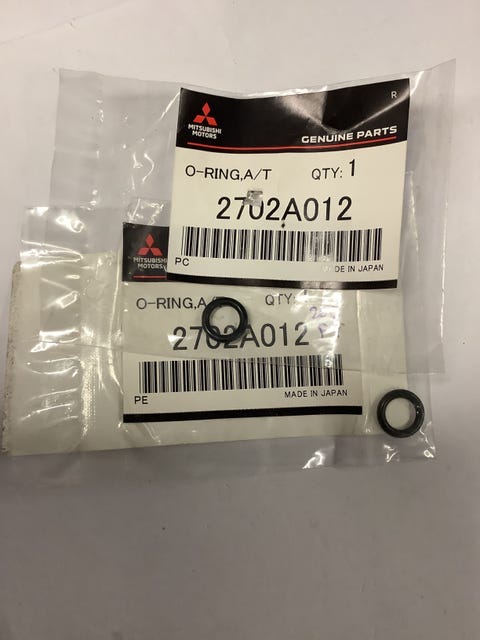 R
MITSUBISHI
MOTORS
GENUINE PARTS
O-RING,A/T QTY: 1
2702A012
PC
MADE IN JAPAN
MITSUBISHI
MOTORS
O-RING,A/ QTY:
2702A012
PE
MADE IN JAPAN